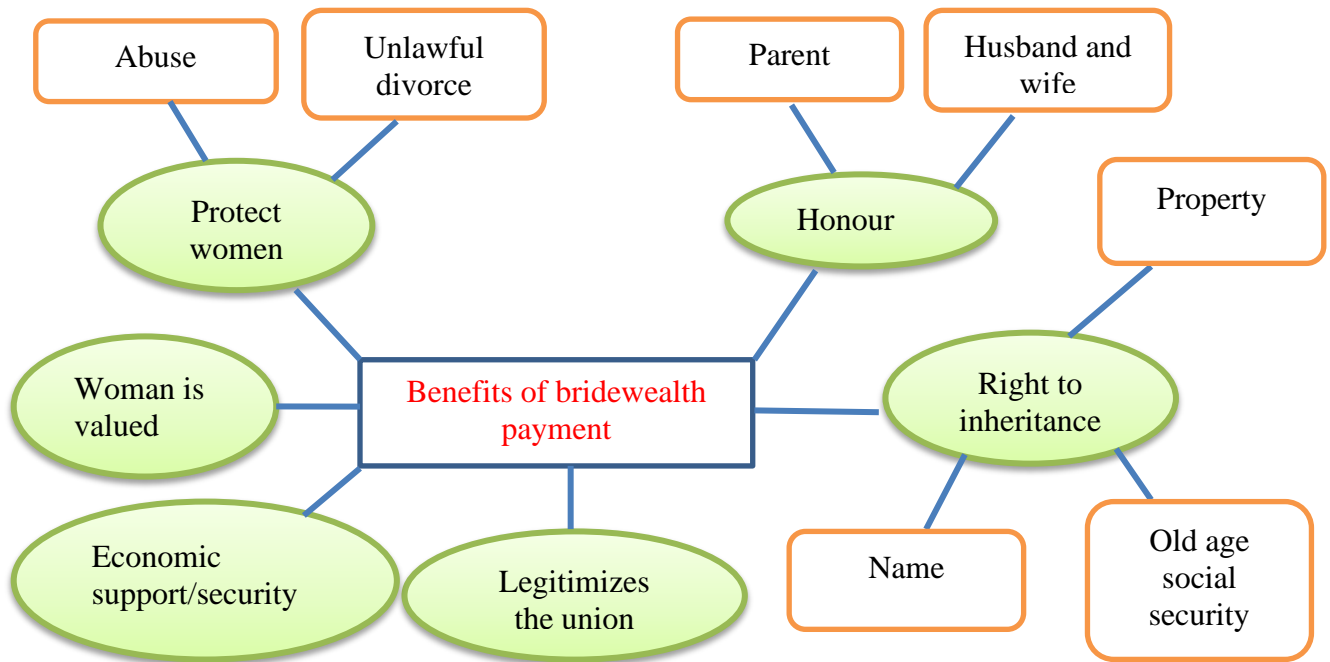 Abuse
Unlawful
divorce
Parent
Husband and
wife
Protect
women
Honour
Property
Woman is
valued
Benefits of bridewealth
payment
Right to
inheritance
Economic
support/security
Legitimizes
the union
Name
Old age
social
security